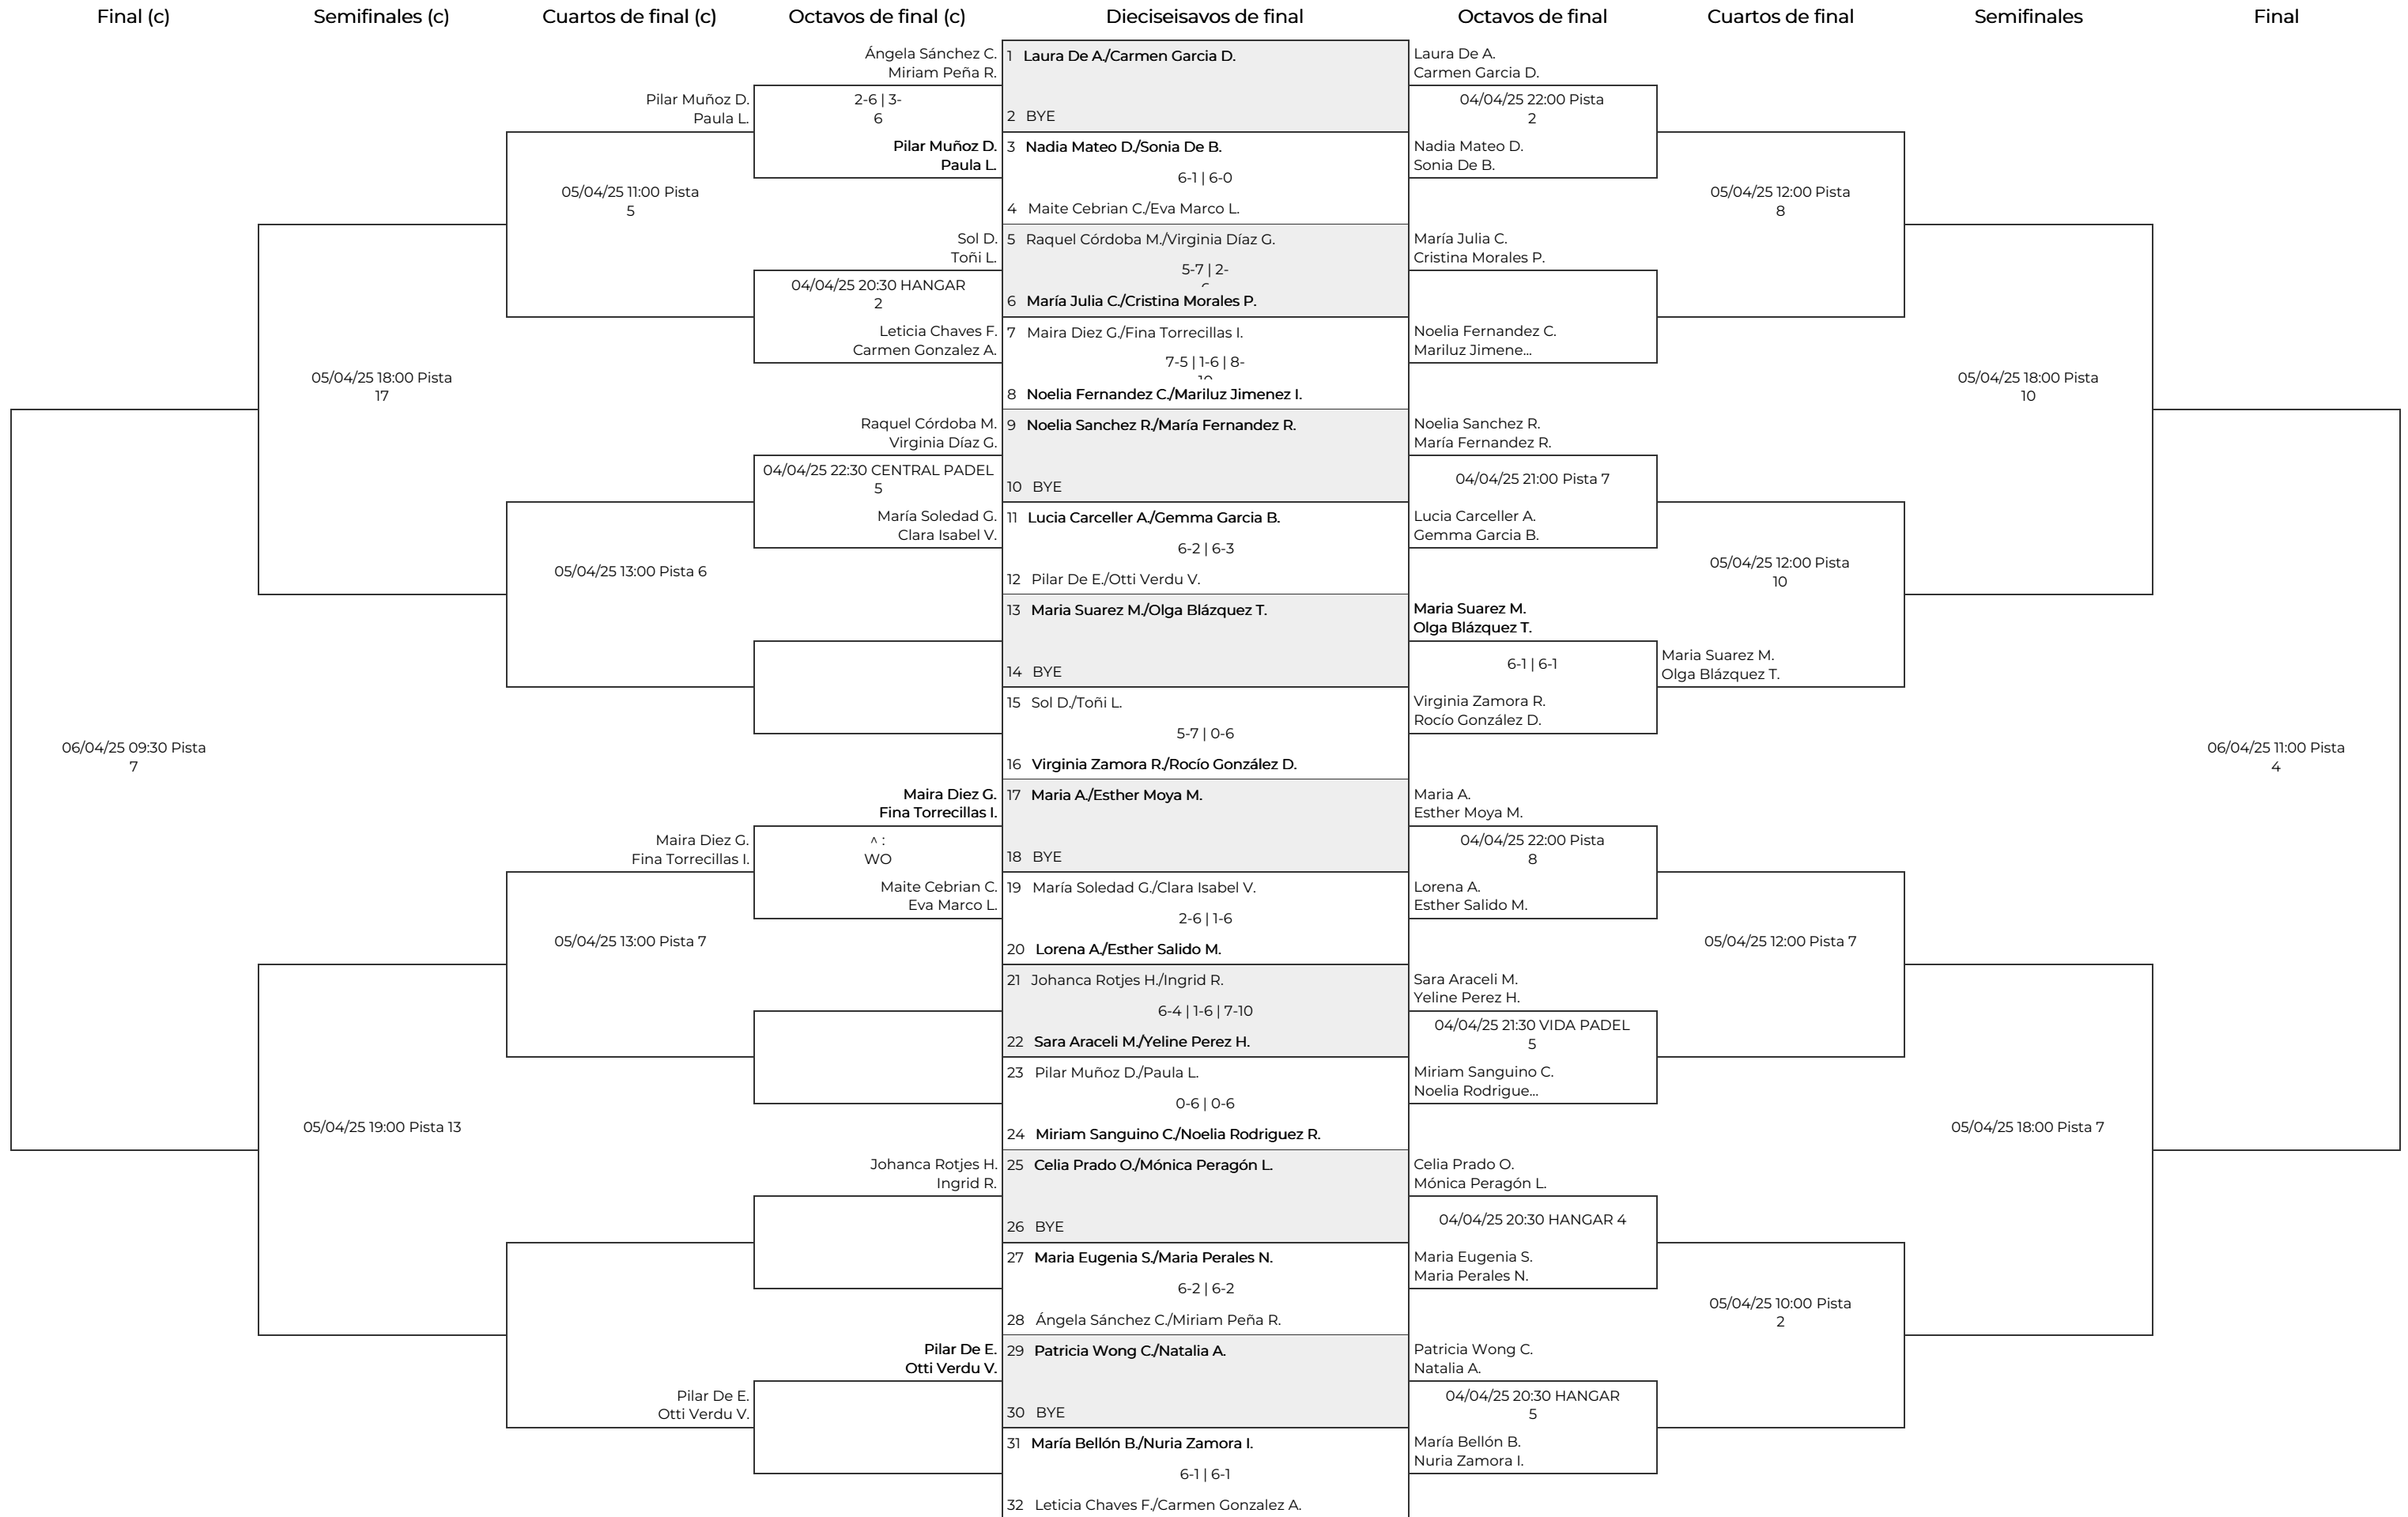 Final (c)
Semifinales (c)
Cuartos de final (c)
Octavos de final (c)
Dieciseisavos de final
Octavos de final
Cuartos de final
Semifinales
Final
06/04/25 09:30 Pista
7
05/04/25 18:00 Pista
17
05/04/25 19:00 Pista 13
Pilar Muñoz D.
Paula L.
05/04/25 11:00 Pista
5
05/04/25 13:00 Pista 6
Maira Diez G.
Fina Torrecillas I.
05/04/25 13:00 Pista 7
Pilar De E.
Otti Verdu V.
Ángela Sánchez C.
Miriam Peña R.
2-6 | 3-
6
Pilar Muñoz D.
Paula L.
Sol D.
Toñi L.
04/04/25 20:30 HANGAR
2
Leticia Chaves F.
Carmen Gonzalez A.
Raquel Córdoba M.
Virginia Díaz G.
04/04/25 22:30 CENTRAL PADEL
5
María Soledad G.
Clara Isabel V.
Maira Diez G.
Fina Torrecillas I.
^ :
WO
Maite Cebrian C.
Eva Marco L.
Johanca Rotjes H.
Ingrid R.
Pilar De E.
Otti Verdu V.
1 Laura De A./Carmen Garcia D.
2 BYE
3 Nadia Mateo D./Sonia De B.
6-1 | 6-0
4 Maite Cebrian C./Eva Marco L.
5 Raquel Córdoba M./Virginia Díaz G.
5-7 | 2-
6 María Julia C./Cristina Morales P.
7 Maira Diez G./Fina Torrecillas I.
7-5 | 1-6 | 8-
8 Noelia Fernandez C./Mariluz Jimenez I.
9 Noelia Sanchez R./María Fernandez R.
10 BYE
11 Lucia Carceller A./Gemma Garcia B.
6-2 | 6-3
12 Pilar De E./Otti Verdu V.
13 Maria Suarez M./Olga Blázquez T.
14 BYE
15 Sol D./Toñi L.
5-7 | 0-6
16 Virginia Zamora R./Rocío González D.
17 Maria A./Esther Moya M.
18 BYE
19 María Soledad G./Clara Isabel V.
2-6 | 1-6
20 Lorena A./Esther Salido M.
21 Johanca Rotjes H./Ingrid R.
6-4 | 1-6 | 7-10
22 Sara Araceli M./Yeline Perez H.
23 Pilar Muñoz D./Paula L.
0-6 | 0-6
24 Miriam Sanguino C./Noelia Rodriguez R.
25 Celia Prado O./Mónica Peragón L.
26 BYE
27 Maria Eugenia S./Maria Perales N.
6-2 | 6-2
28 Ángela Sánchez C./Miriam Peña R.
29 Patricia Wong C./Natalia A.
30 BYE
31 María Bellón B./Nuria Zamora I.
6-1 | 6-1
32 Leticia Chaves F./Carmen Gonzalez A.
Laura De A.
Carmen Garcia D.
04/04/25 22:00 Pista
2
Nadia Mateo D.
Sonia De B.
María Julia C.
Cristina Morales P.
Noelia Fernandez C.
Mariluz Jimene...
Noelia Sanchez R.
María Fernandez R.
04/04/25 21:00 Pista 7
Lucia Carceller A.
Gemma Garcia B.
Maria Suarez M.
Olga Blázquez T.
6-1 | 6-1
Virginia Zamora R.
Rocío González D.
Maria A.
Esther Moya M.
04/04/25 22:00 Pista
8
Lorena A.
Esther Salido M.
Sara Araceli M.
Yeline Perez H.
04/04/25 21:30 VIDA PADEL
5
Miriam Sanguino C.
Noelia Rodrigue...
Celia Prado O.
Mónica Peragón L.
04/04/25 20:30 HANGAR 4
Maria Eugenia S.
Maria Perales N.
Patricia Wong C.
Natalia A.
04/04/25 20:30 HANGAR
5
María Bellón B.
Nuria Zamora I.
05/04/25 12:00 Pista
8
05/04/25 12:00 Pista
10
Maria Suarez M.
Olga Blázquez T.
05/04/25 12:00 Pista 7
05/04/25 10:00 Pista
2
05/04/25 18:00 Pista
10
05/04/25 18:00 Pista 7
06/04/25 11:00 Pista
4